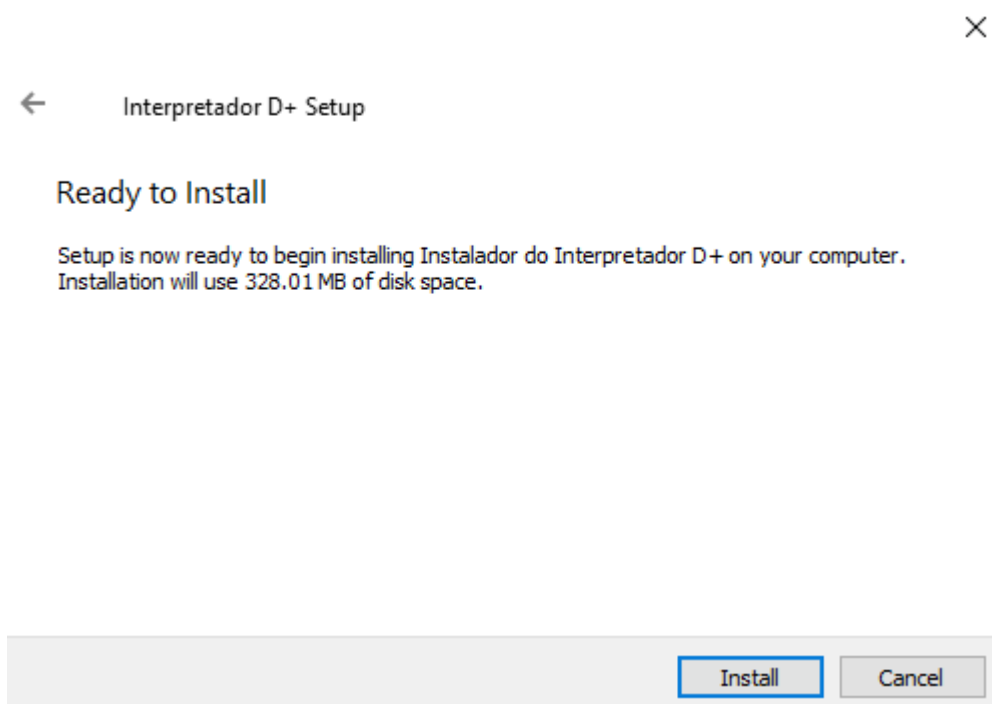 Interpretador D+ Setup
Ready to Install
Setup is now ready to begin installing Instalador do Interpretador D+ on your computer.
Installation will use 328.01 MB of disk space.
Install
Cancel